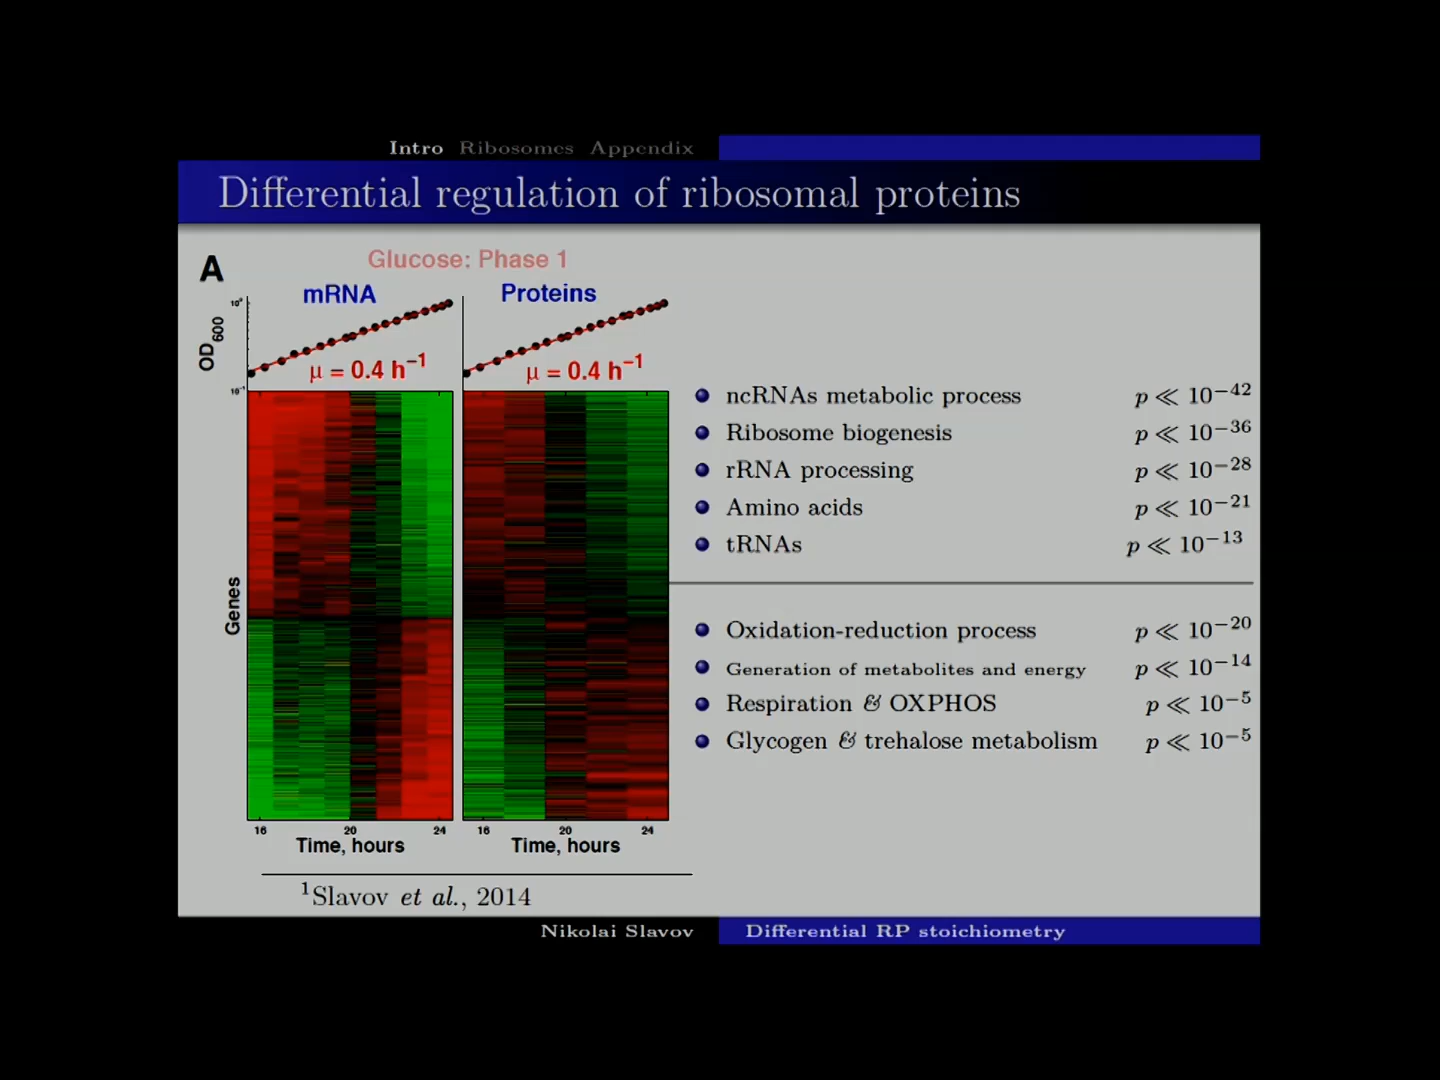 Intro Ribosomes Appendix
Differential regulation of ribosomal proteins
A
Glucose: Phase 1
mRNA
Proteins
OD600
10⁰
10⁻¹
μ = 0.4 h⁻¹
μ = 0.4 h⁻¹
Genes
16 20 24
16 20 24
Time, hours
Time, hours
ncRNAs metabolic process p ≪ 10⁻⁴²
Ribosome biogenesis p ≪ 10⁻³⁶
rRNA processing p ≪ 10⁻²⁸
Amino acids p ≪ 10⁻²¹
tRNAs p ≪ 10⁻¹³
Oxidation-reduction process p ≪ 10⁻²⁰
Generation of metabolites and energy p ≪ 10⁻¹⁴
Respiration & OXPHOS p ≪ 10⁻⁵
Glycogen & trehalose metabolism p ≪ 10⁻⁵
¹Slavov et al., 2014
Nikolai Slavov
Differential RP stoichiometry